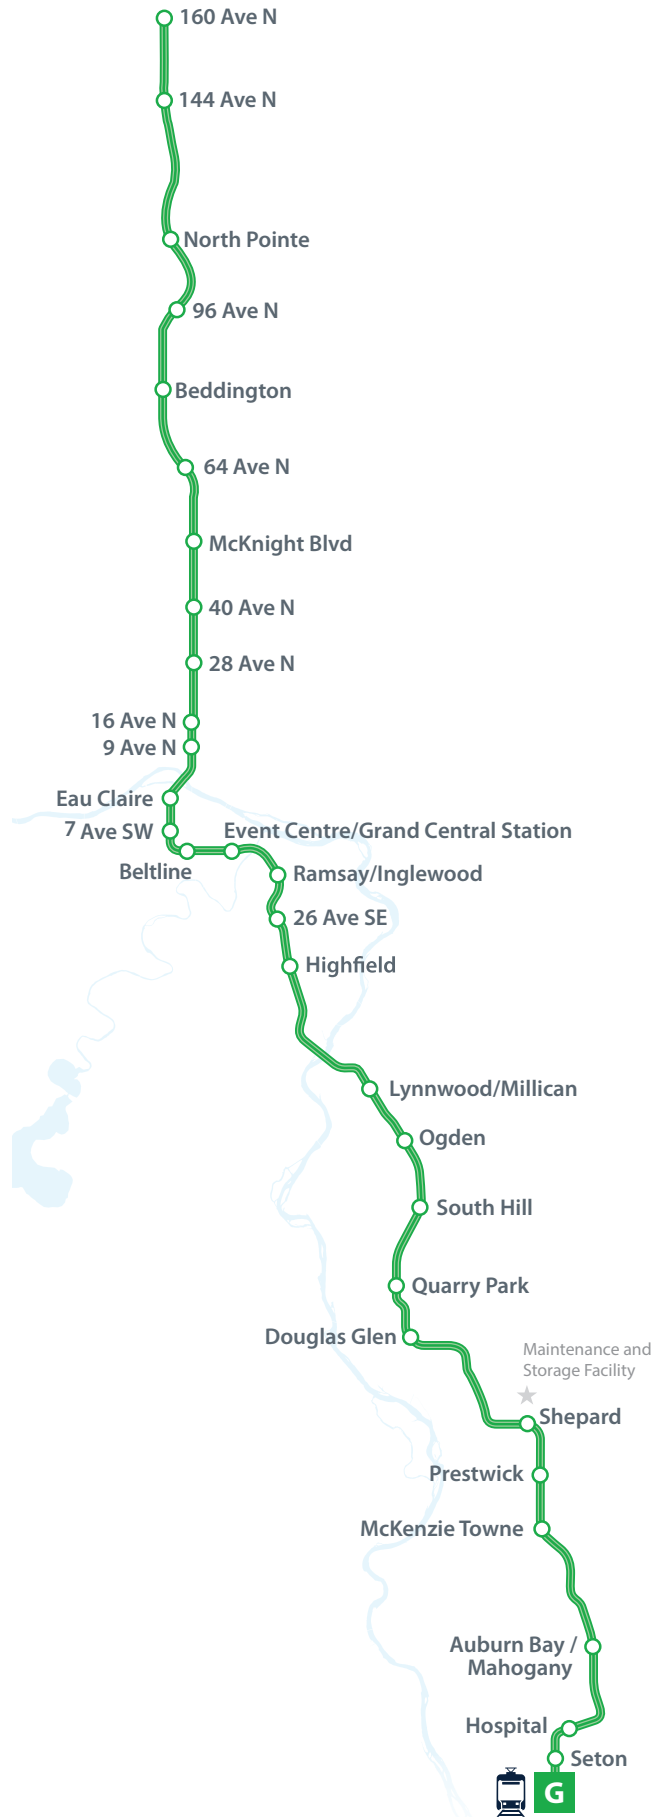 160 Ave N
144 Ave N
North Pointe
96 Ave N
Beddington
64 Ave N
McKnight Blvd
40 Ave N
28 Ave N
16 Ave N
9 Ave N
Eau Claire
7 Ave SW
Event Centre/Grand Central Station
Beltline
Ramsay/Inglewood
26 Ave SE
Highfield
Lynnwood/Millican
Ogden
South Hill
Quarry Park
Douglas Glen
Maintenance and
Storage Facility
Shepard
Prestwick
McKenzie Towne
Auburn Bay /
Mahogany
Hospital
Seton
G